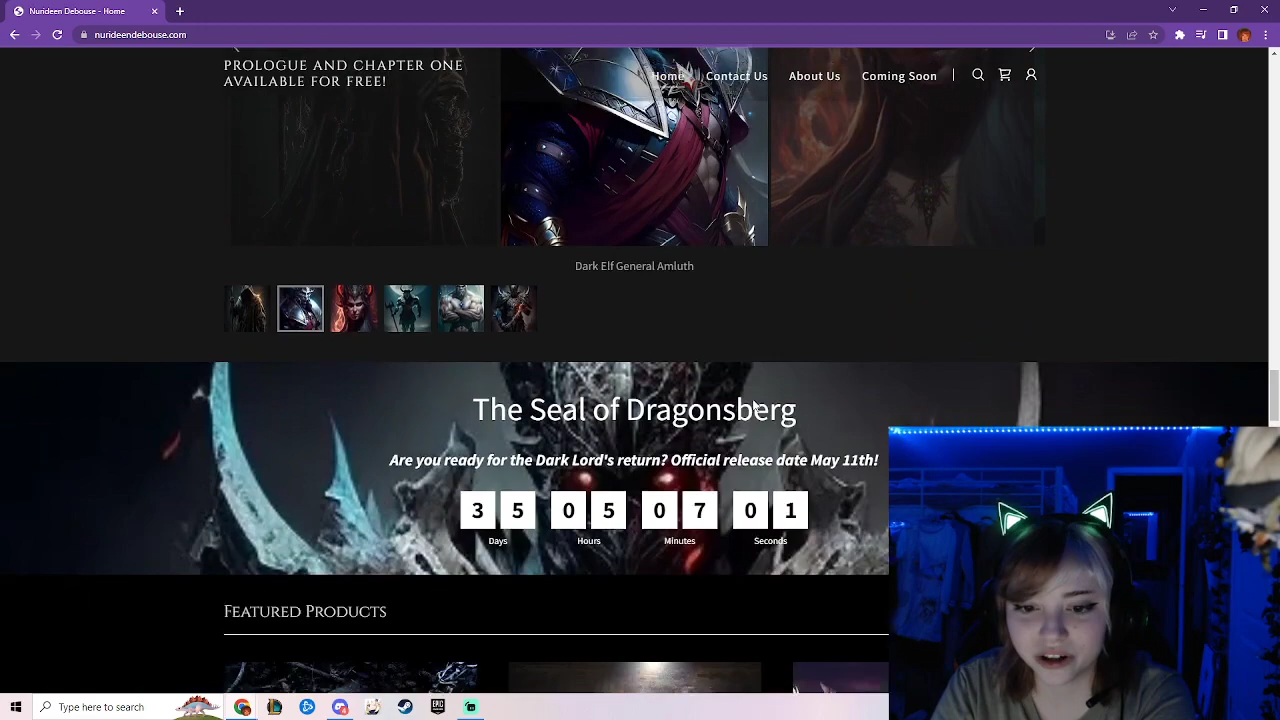 Nurideen Debouse: Home
nurideendebouse.com
PROLOGUE AND CHAPTER ONE
AVAILABLE FOR FREE!
Home Contact Us About Us Coming Soon
Dark Elf General Amluth
The Seal of Dragonsberg
Are you ready for the Dark Lord's return? Official release date May 11th!
3 5 0 5 0 7 0 1
Days Hours Minutes Seconds
FEATURED PRODUCTS
Type here to search